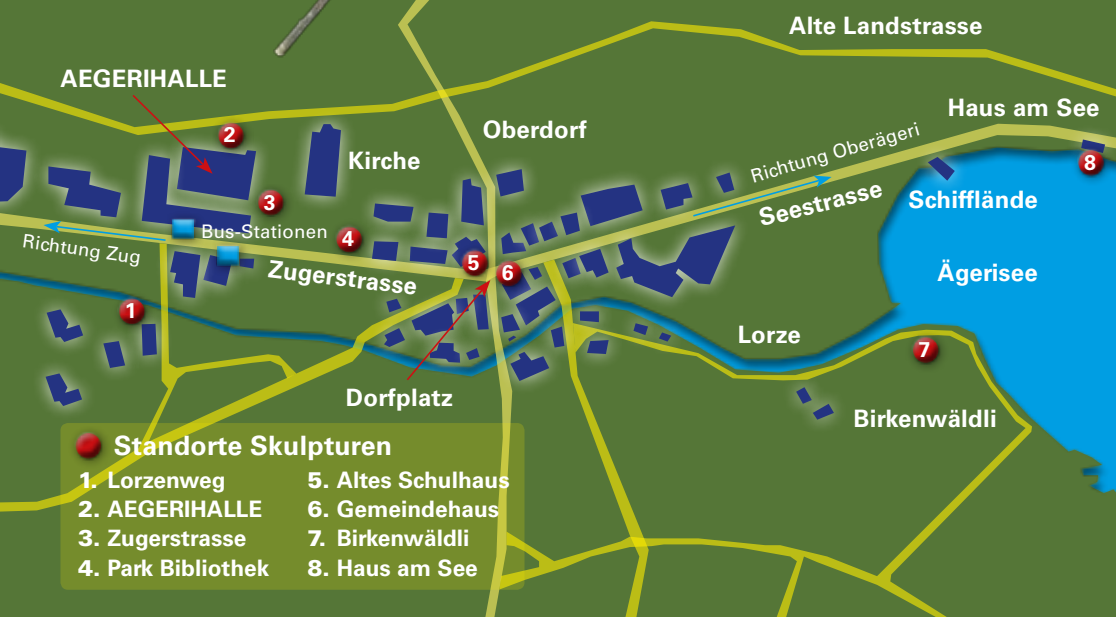 Alte Landstrasse
AEGERIHALLE
Haus am See
2
Oberdorf
Kirche
Richtung Oberägeri
8
3
Seestrasse
Schifflände
Bus-Stationen
4
Richtung Zug
Zugerstrasse
5
6
Ägerisee
1
Lorze
7
Dorfplatz
Birkenwäldli
Standorte Skulpturen
1. Lorzenweg
2. AEGERIHALLE
3. Zugerstrasse
4. Park Bibliothek
5. Altes Schulhaus
6. Gemeindehaus
7. Birkenwäldli
8. Haus am See